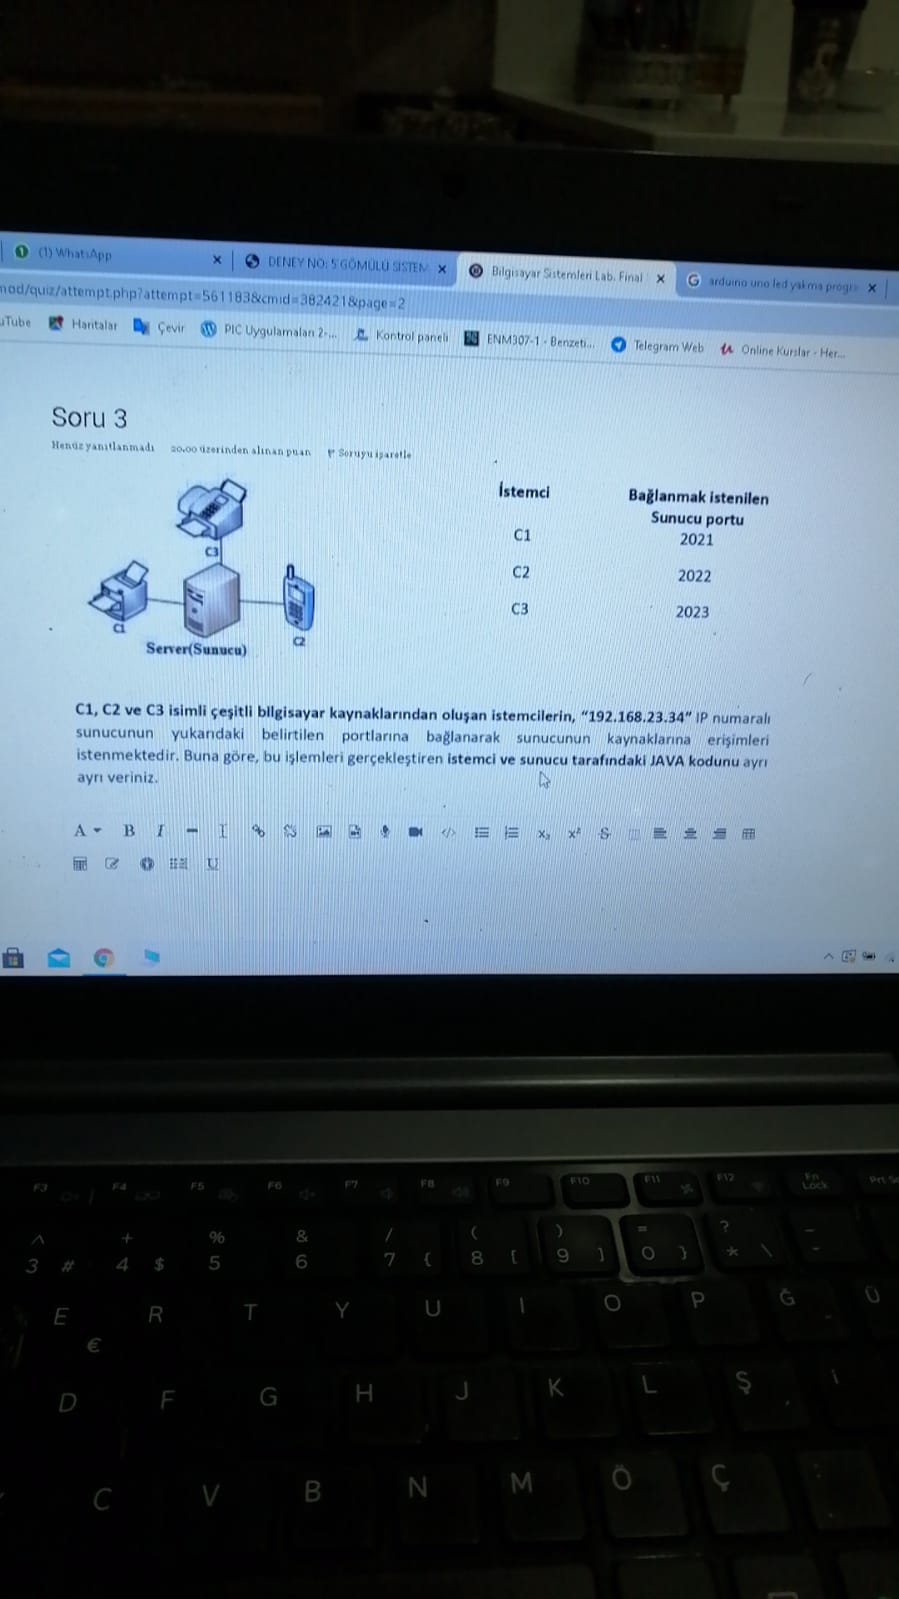 (1) WhatsApp
DENEY NO: 5 GÖMÜLÜ SİSTEM
Bilgisayar Sistemleri Lab. Final
arduino uno led yakma progra
mod/quiz/attempt.php?attempt=561183&cmid=382421&page=2
uTube
Haritalar
Çevir
PIC Uygulamaları 2-...
Kontrol paneli
ENM307-1 - Benzeti...
Telegram Web
Online Kurslar - Her...
Soru 3
Henüz yanıtlanmadı
20,00 üzerinden alınan puan
Soruyu işaretle
İstemci
Bağlanmak istenilen
Sunucu portu
C1
2021
C2
2022
C3
2023
C3
C1
C2
Server(Sunucu)
C1, C2 ve C3 isimli çeşitli bilgisayar kaynaklarından oluşan istemcilerin, “192.168.23.34” IP numaralı
sunucunun yukarıdaki belirtilen portlarına bağlanarak sunucunun kaynaklarına erişimleri
istenmektedir. Buna göre, bu işlemleri gerçekleştiren istemci ve sunucu tarafındaki JAVA kodunu ayrı
ayrı veriniz.
A B I
U
F3 F4 F5 F6 F7 F8 F9 F10 F11 F12 Fn Lock Prt Sc
^ + % & / ( ) = ? -
3 # 4 $ 5 6 7 { 8 [ 9 ] 0 } * \
E € R T Y U I O P Ğ Ü
D F G H J K L Ş İ
C V B N M Ö Ç